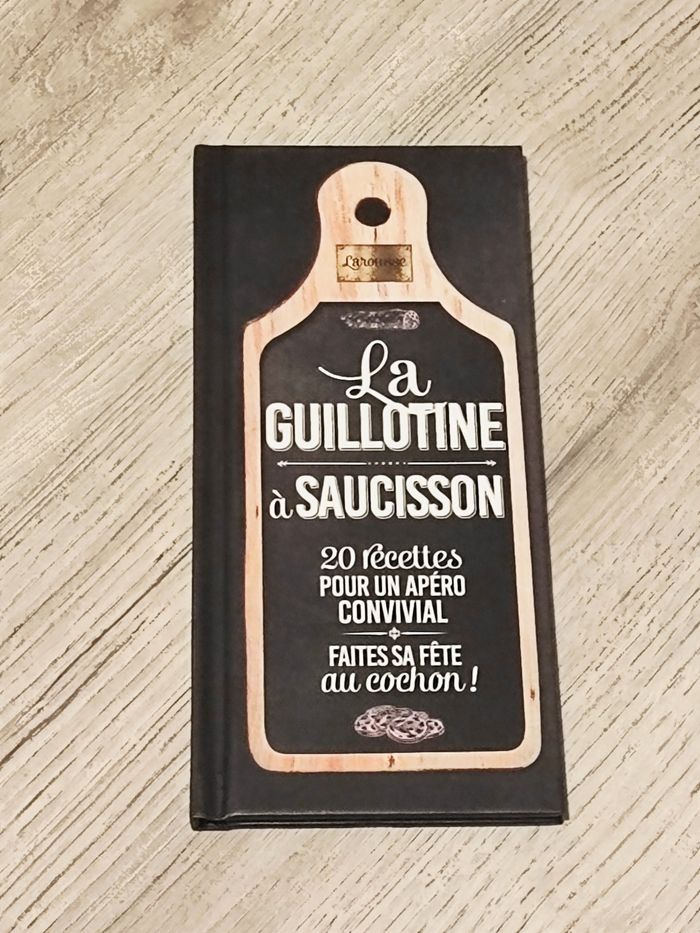 Larousse
La
GUILLOTINE
à SAUCISSON
20 recettes
POUR UN APÉRO
CONVIVIAL
FAITES SA FÊTE
au cochon !